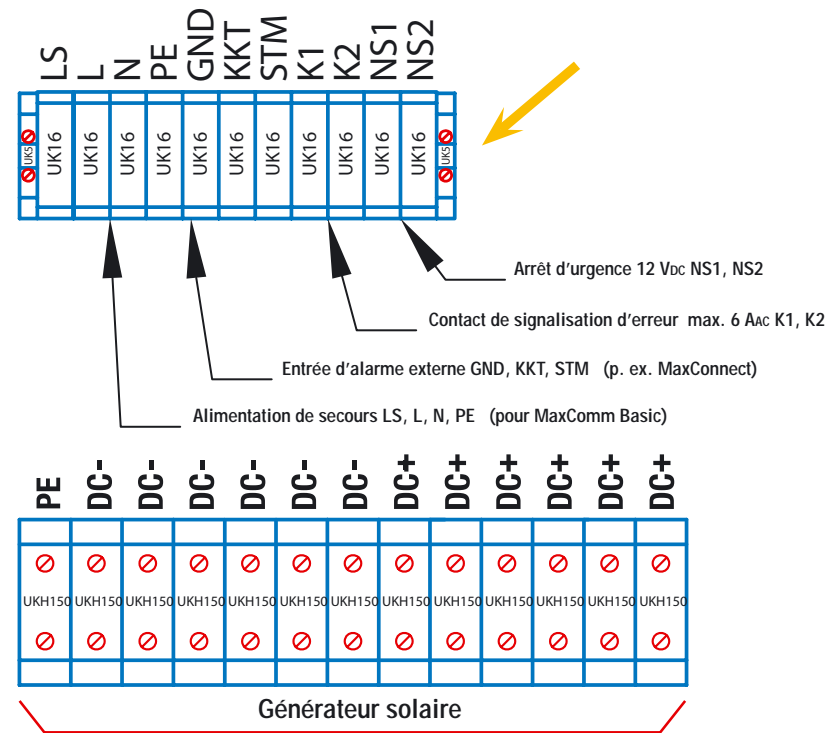 LS L N PE GND KKT STM K1 K2 NS1 NS2
UK5 UK16 UK16 UK16 UK16 UK16 UK16 UK16 UK16 UK16 UK16 UK16 UK5
Arrêt d'urgence 12 VDC NS1, NS2
Contact de signalisation d'erreur max. 6 AAC K1, K2
Entrée d'alarme externe GND, KKT, STM (p. ex. MaxConnect)
Alimentation de secours LS, L, N, PE (pour MaxComm Basic)
PE DC- DC- DC- DC- DC- DC- DC+ DC+ DC+ DC+ DC+ DC+
UKH150 UKH150 UKH150 UKH150 UKH150 UKH150 UKH150 UKH150 UKH150 UKH150 UKH150 UKH150 UKH150
Générateur solaire